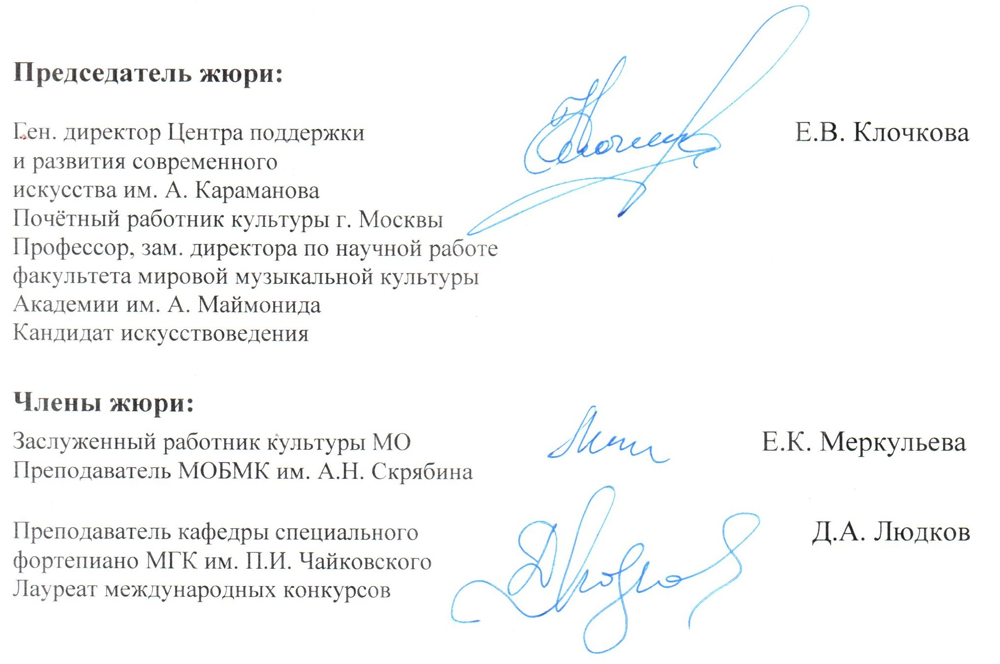 Председатель жюри:
Ген. директор Центра поддержки
Е.В. Клочкова
и развития современного
искусства им. А. Караманова
Почётный работник культуры г. Москвы
Профессор, зам. директора по научной работе
факультета мировой музыкальной культуры
Академии им. А. Маймонида
Кандидат искусствоведения
Члены жюри:
Заслуженный работник культуры МО
Е.К. Меркульева
Преподаватель МОБМК им. А.Н. Скрябина
Преподаватель кафедры специального
Д.А. Людков
фортепиано МГК им. П.И. Чайковского
Лауреат международных конкурсов